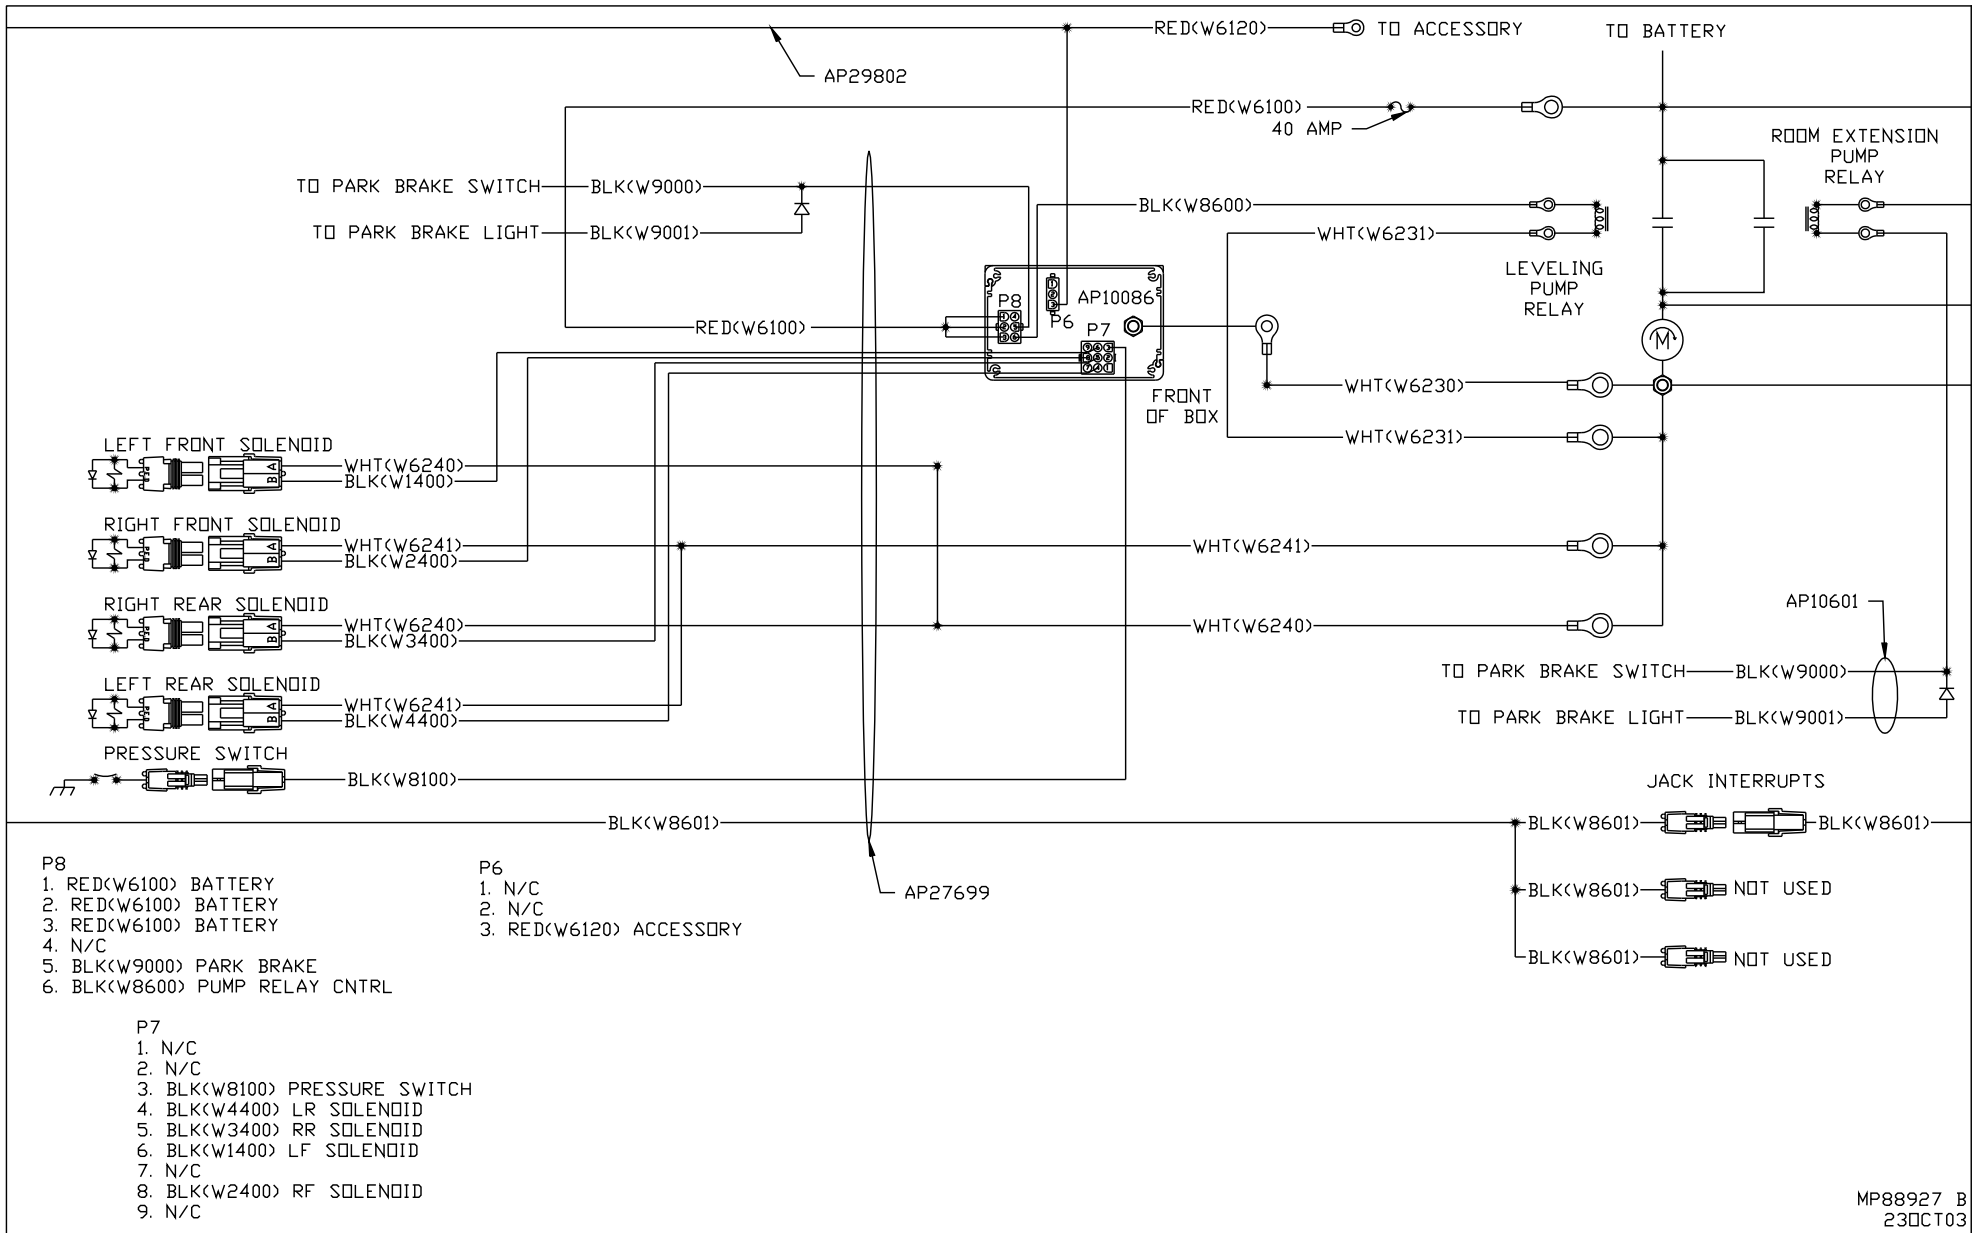 RED(W6120) TO ACCESSORY
TO BATTERY
AP29802
RED(W6100)
40 AMP
ROOM EXTENSION
PUMP
RELAY
TO PARK BRAKE SWITCH BLK(W9000)
BLK(W8600)
TO PARK BRAKE LIGHT BLK(W9001)
WHT(W6231)
LEVELING
PUMP
RELAY
P8
AP10086
P6
P7
RED(W6100)
M
FRONT
OF BOX
WHT(W6230)
WHT(W6231)
LEFT FRONT SOLENOID
A WHT(W6240)
B BLK(W1400)
RIGHT FRONT SOLENOID
A WHT(W6241) WHT(W6241)
B BLK(W2400)
RIGHT REAR SOLENOID
A WHT(W6240) WHT(W6240)
B BLK(W3400)
AP10601
LEFT REAR SOLENOID
A WHT(W6241)
B BLK(W4400)
TO PARK BRAKE SWITCH BLK(W9000)
TO PARK BRAKE LIGHT BLK(W9001)
PRESSURE SWITCH
BLK(W8100)
JACK INTERRUPTS
BLK(W8601) BLK(W8601) BLK(W8601)
BLK(W8601) NOT USED
BLK(W8601) NOT USED
AP27699
P8
1. RED(W6100) BATTERY
2. RED(W6100) BATTERY
3. RED(W6100) BATTERY
4. N/C
5. BLK(W9000) PARK BRAKE
6. BLK(W8600) PUMP RELAY CNTRL
P6
1. N/C
2. N/C
3. RED(W6120) ACCESSORY
P7
1. N/C
2. N/C
3. BLK(W8100) PRESSURE SWITCH
4. BLK(W4400) LR SOLENOID
5. BLK(W3400) RR SOLENOID
6. BLK(W1400) LF SOLENOID
7. N/C
8. BLK(W2400) RF SOLENOID
9. N/C
MP88927 B
23OCT03